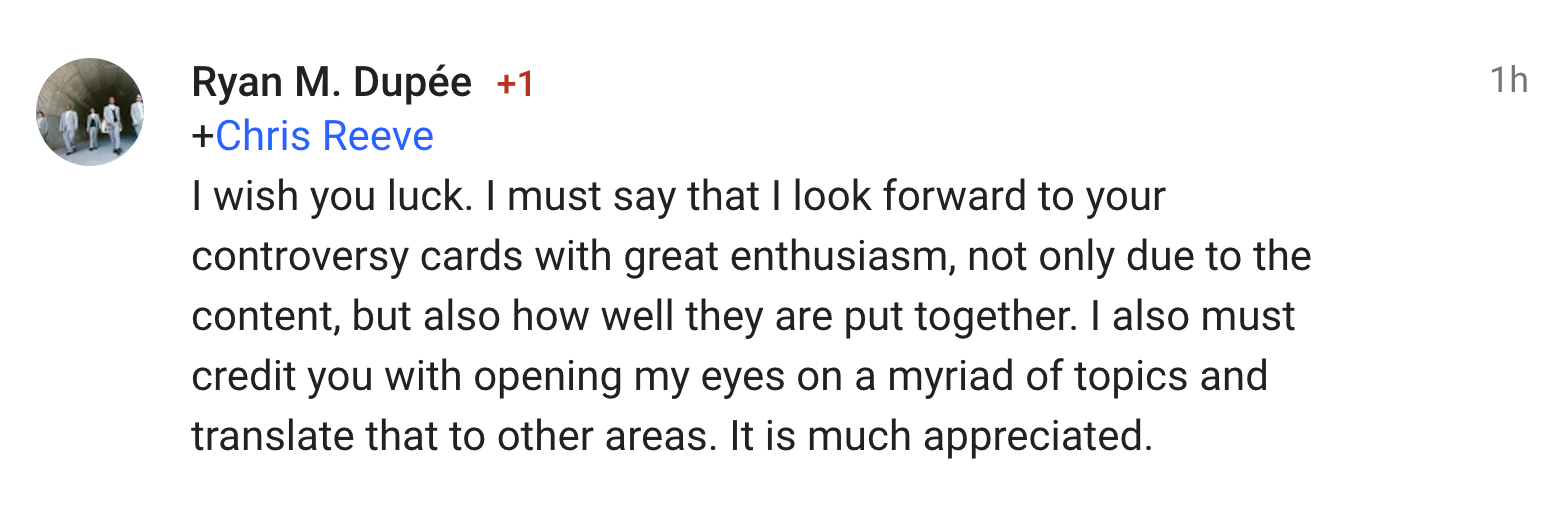 Ryan M. Dupée +1 1h
+Chris Reeve
I wish you luck. I must say that I look forward to your
controversy cards with great enthusiasm, not only due to the
content, but also how well they are put together. I also must
credit you with opening my eyes on a myriad of topics and
translate that to other areas. It is much appreciated.